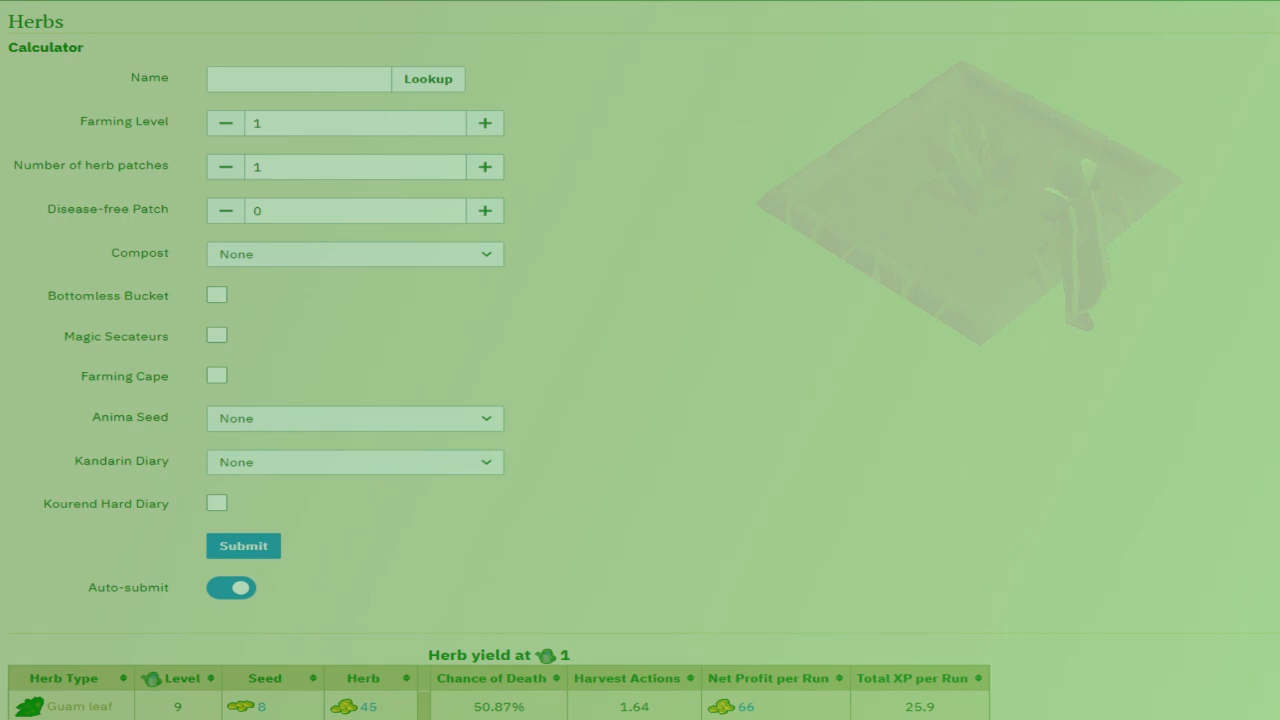 Herbs
Calculator
Name Lookup
Farming Level 1
Number of herb patches 1
Disease-free Patch 0
Compost None
Bottomless Bucket
Magic Secateurs
Farming Cape
Anima Seed None
Kandarin Diary None
Kourend Hard Diary
Submit
Auto-submit
Herb yield at 1
Herb Type Level Seed Herb Chance of Death Harvest Actions Net Profit per Run Total XP per Run
Guam leaf 9 8 45 50.87% 1.64 66 25.9